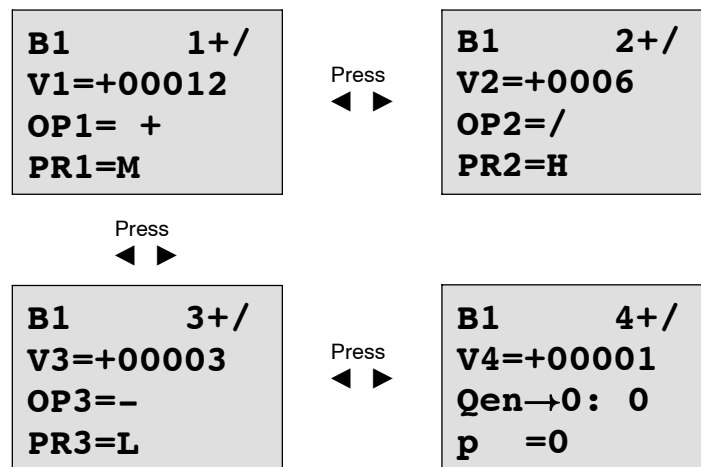 B1 1+/
V1=+00012
OP1= +
PR1=M
Press
◄ ►
B1 2+/
V2=+0006
OP2=/
PR2=H
Press
◄ ►
B1 3+/
V3=+00003
OP3=-
PR3=L
Press
◄ ►
B1 4+/
V4=+00001
Qen→0: 0
p =0